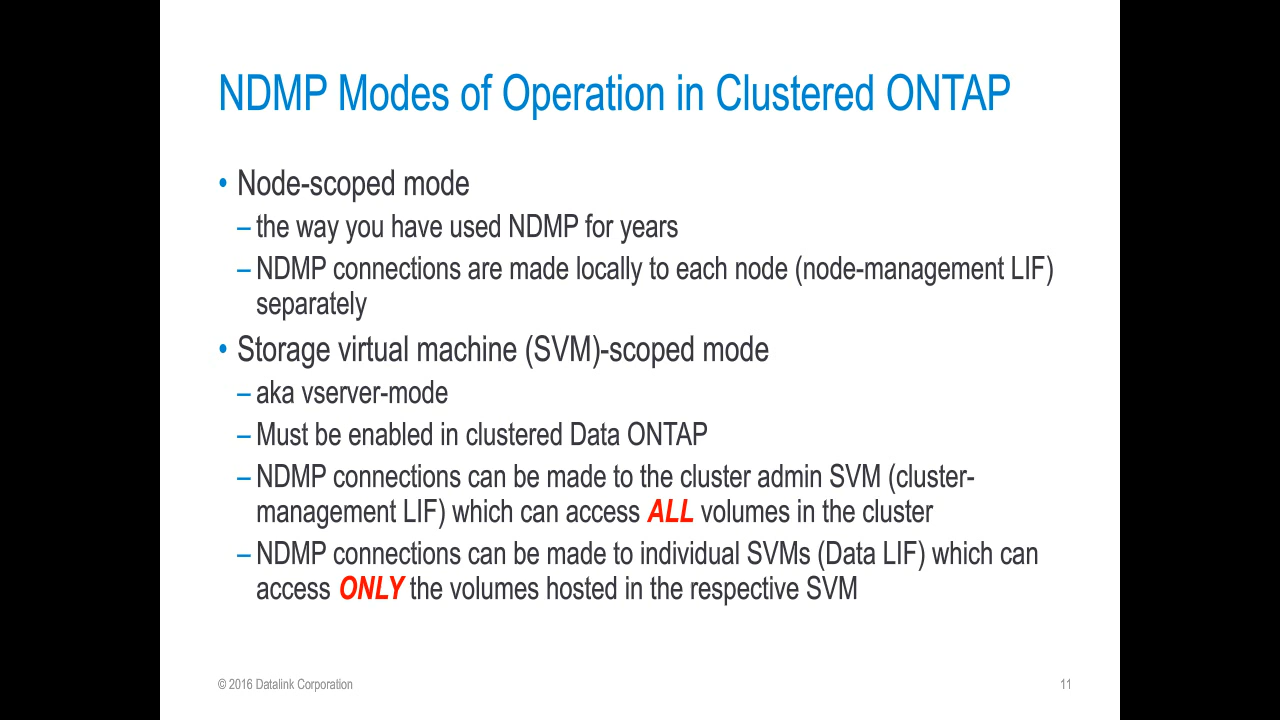 NDMP Modes of Operation in Clustered ONTAP
• Node-scoped mode
– the way you have used NDMP for years
– NDMP connections are made locally to each node (node-management LIF)
separately
• Storage virtual machine (SVM)-scoped mode
– aka vserver-mode
– Must be enabled in clustered Data ONTAP
– NDMP connections can be made to the cluster admin SVM (cluster-
management LIF) which can access ALL volumes in the cluster
– NDMP connections can be made to individual SVMs (Data LIF) which can
access ONLY the volumes hosted in the respective SVM
© 2016 Datalink Corporation
11